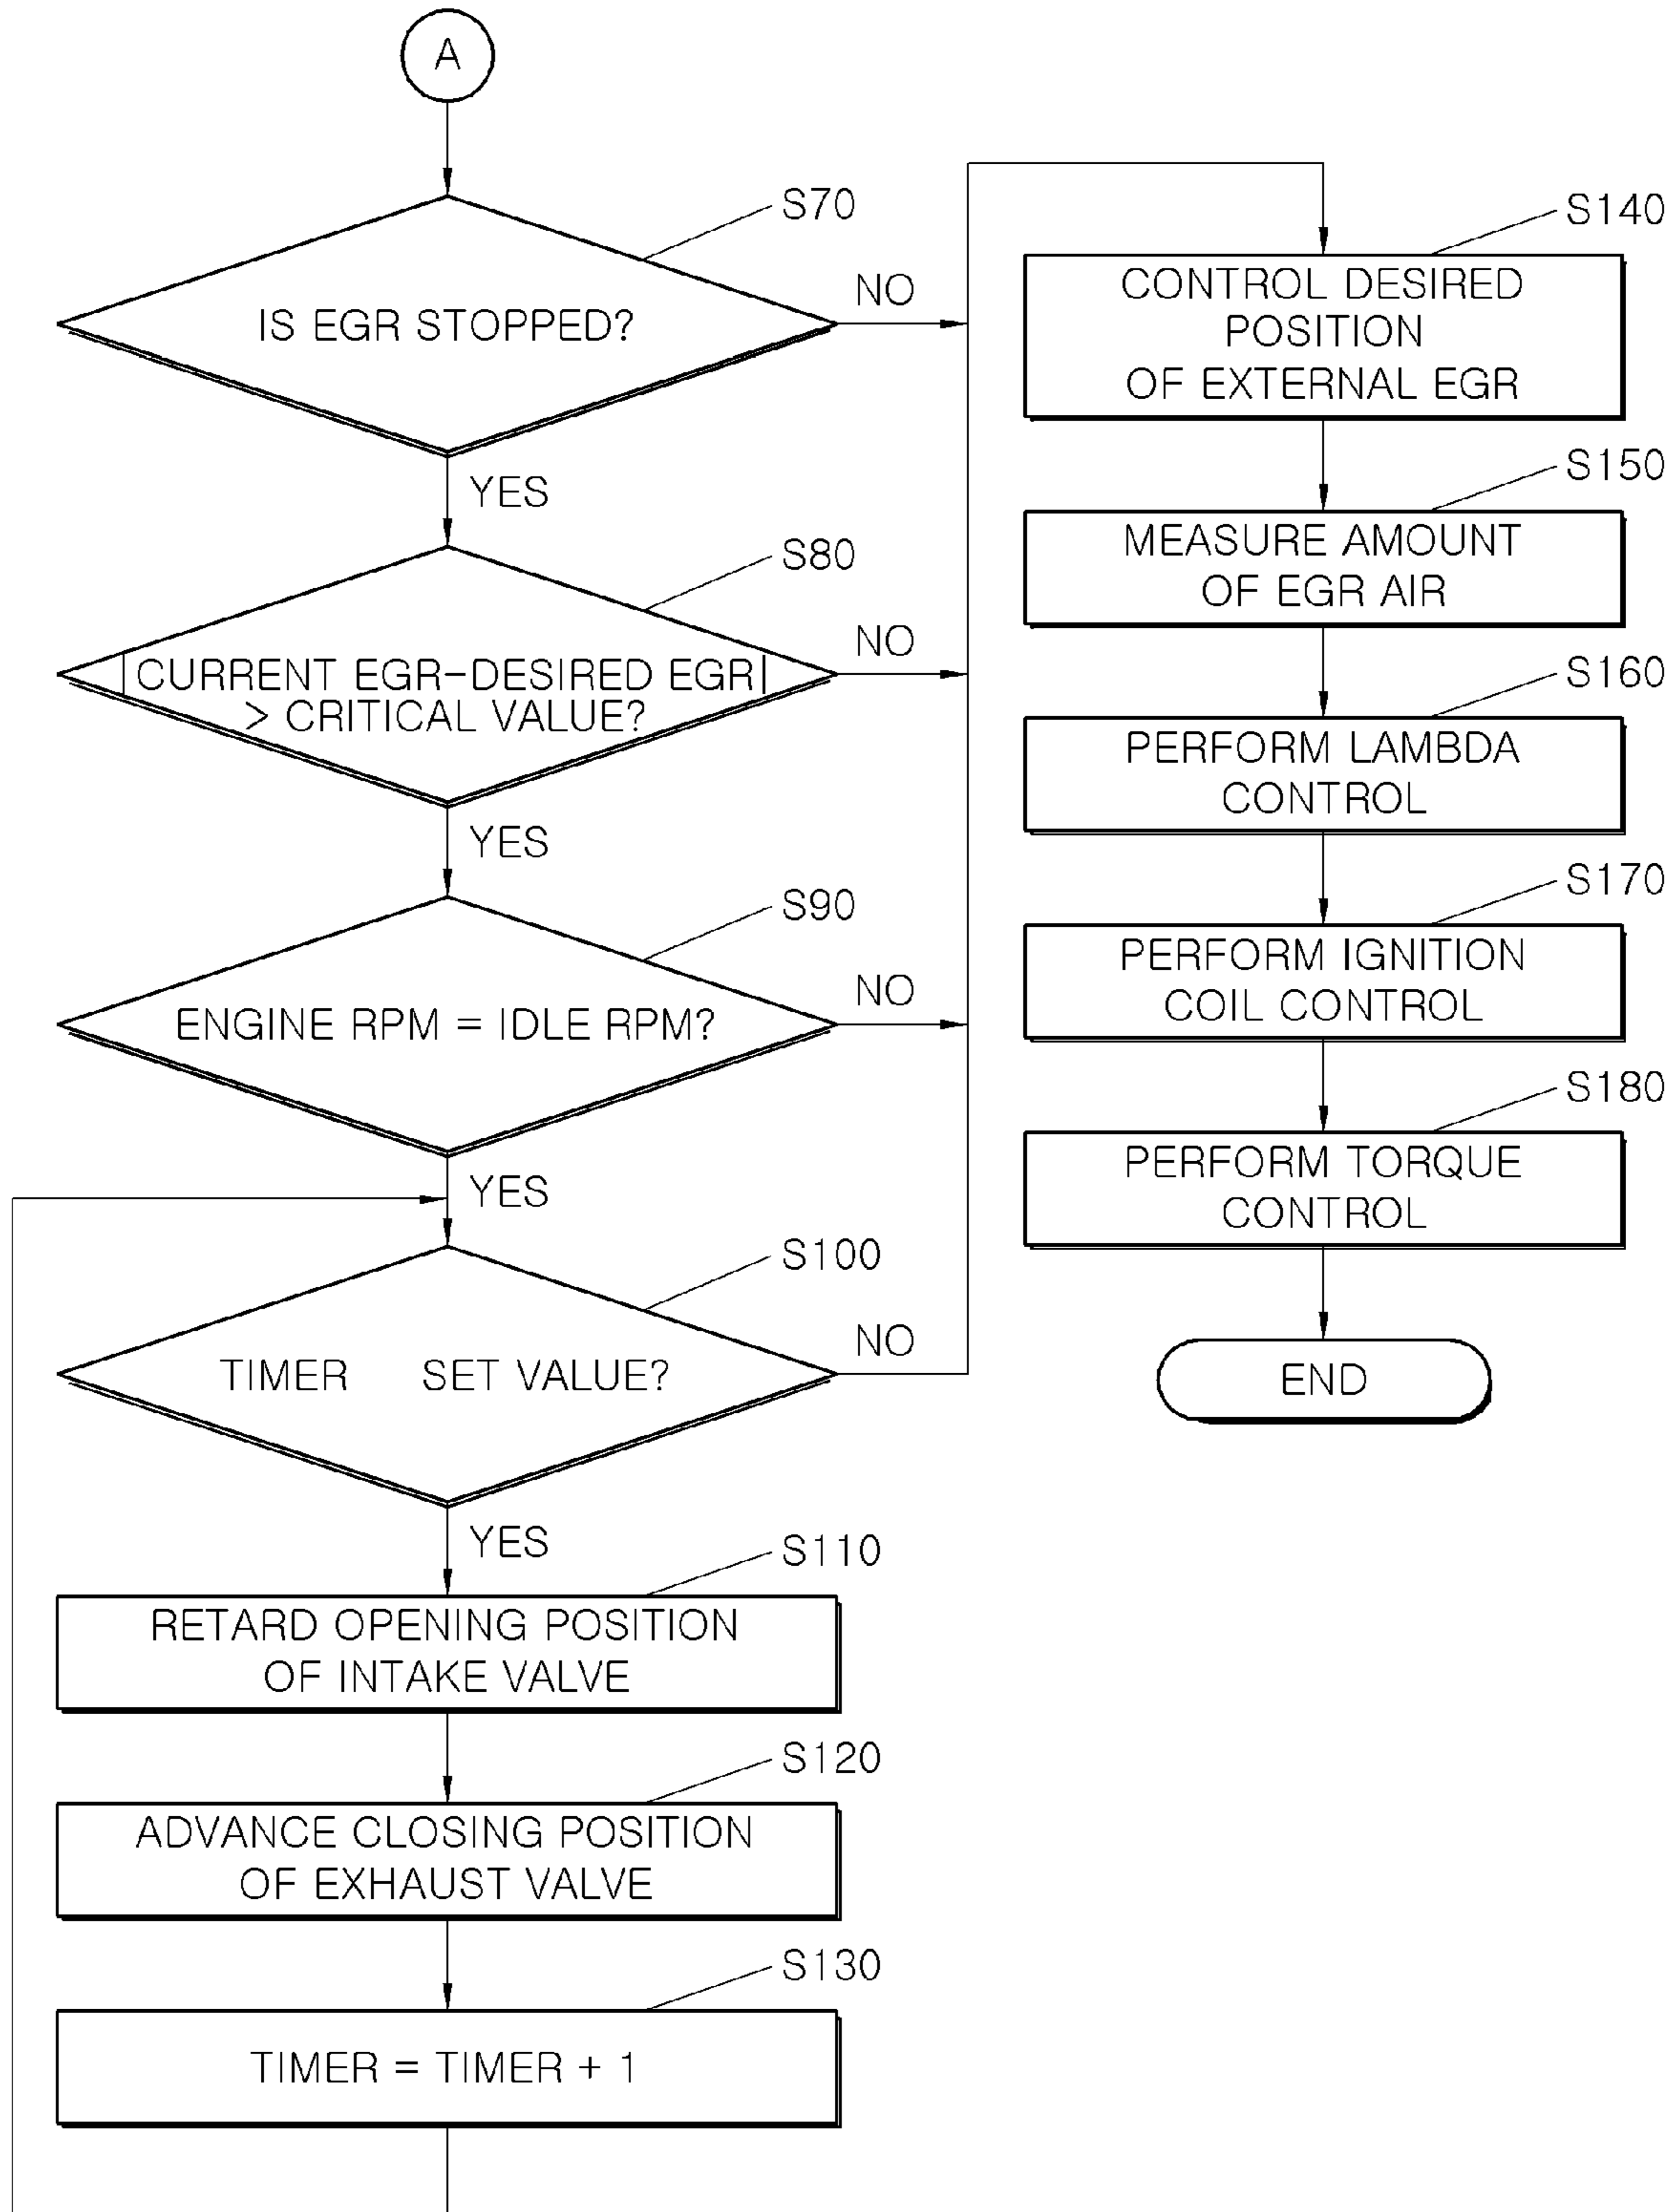 A
S70
IS EGR STOPPED?
NO
YES
S80
|CURRENT EGR-DESIRED EGR|
> CRITICAL VALUE?
NO
YES
S90
ENGINE RPM = IDLE RPM?
NO
YES
S100
TIMER SET VALUE?
NO
YES
S110
RETARD OPENING POSITION
OF INTAKE VALVE
S120
ADVANCE CLOSING POSITION
OF EXHAUST VALVE
S130
TIMER = TIMER + 1
S140
CONTROL DESIRED
POSITION
OF EXTERNAL EGR
S150
MEASURE AMOUNT
OF EGR AIR
S160
PERFORM LAMBDA
CONTROL
S170
PERFORM IGNITION
COIL CONTROL
S180
PERFORM TORQUE
CONTROL
END